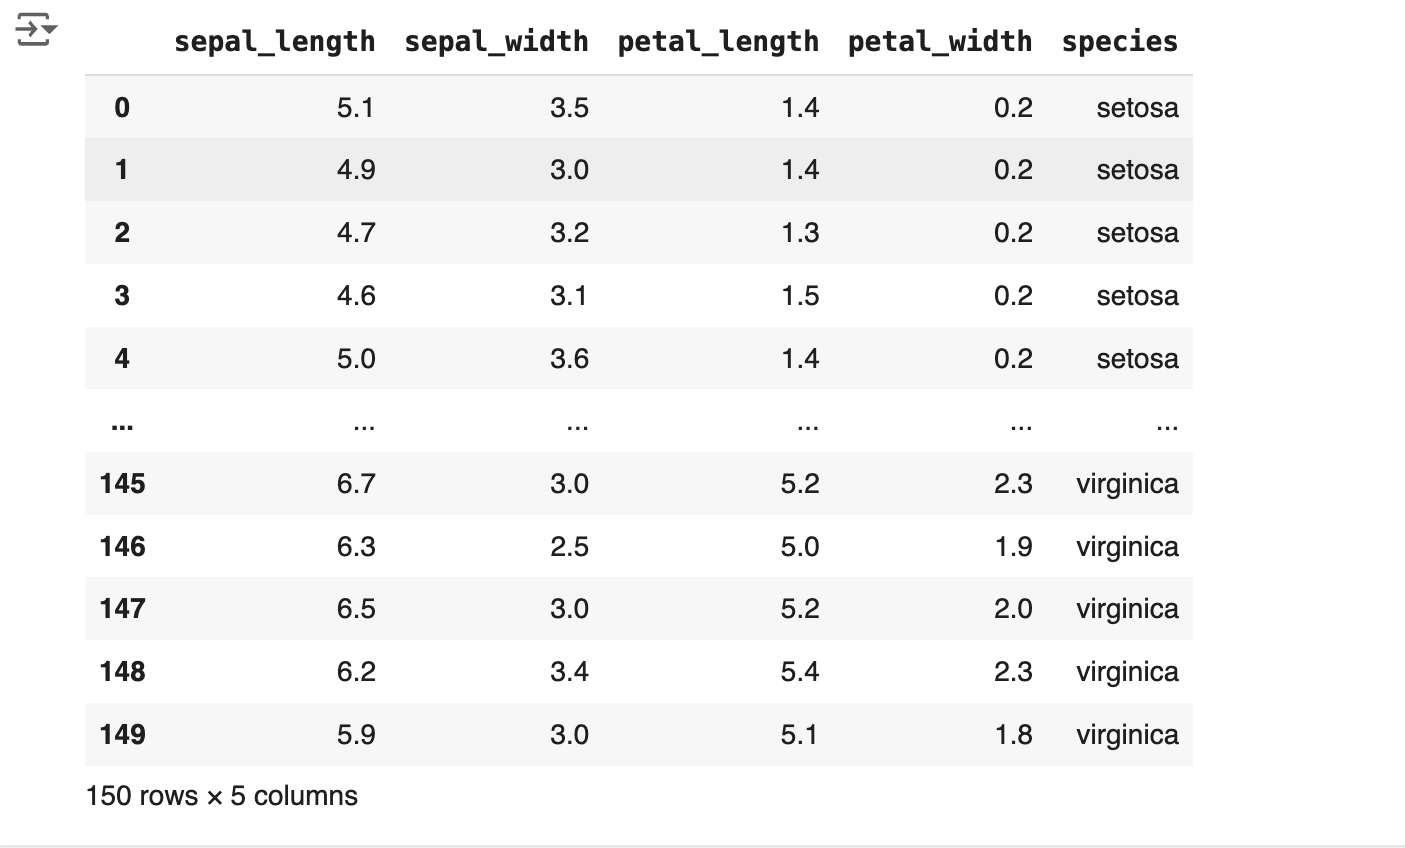 sepal_length sepal_width petal_length petal_width species
0 5.1 3.5 1.4 0.2 setosa
1 4.9 3.0 1.4 0.2 setosa
2 4.7 3.2 1.3 0.2 setosa
3 4.6 3.1 1.5 0.2 setosa
4 5.0 3.6 1.4 0.2 setosa
... ... ... ... ... ...
145 6.7 3.0 5.2 2.3 virginica
146 6.3 2.5 5.0 1.9 virginica
147 6.5 3.0 5.2 2.0 virginica
148 6.2 3.4 5.4 2.3 virginica
149 5.9 3.0 5.1 1.8 virginica
150 rows × 5 columns